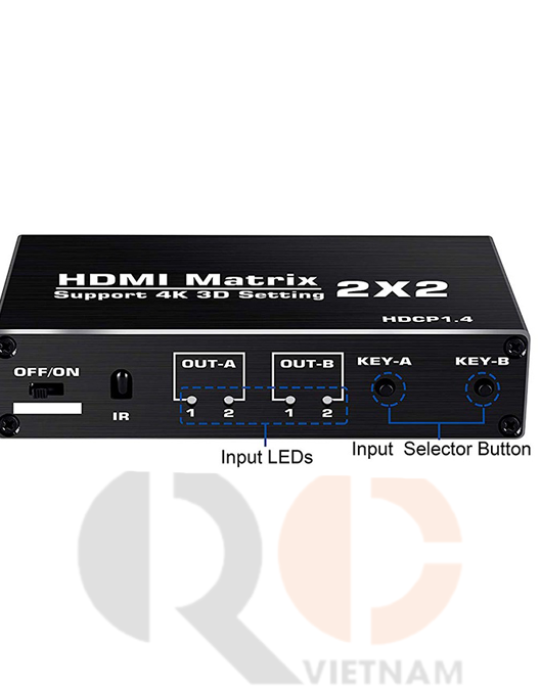 HDMI Matrix 2X2
Support 4K 3D Setting
HDCP1.4
OFF/ON
IR
OUT-A
OUT-B
KEY-A
KEY-B
1 2
1 2
Input LEDs
Input Selector Button
RC
VIETNAM